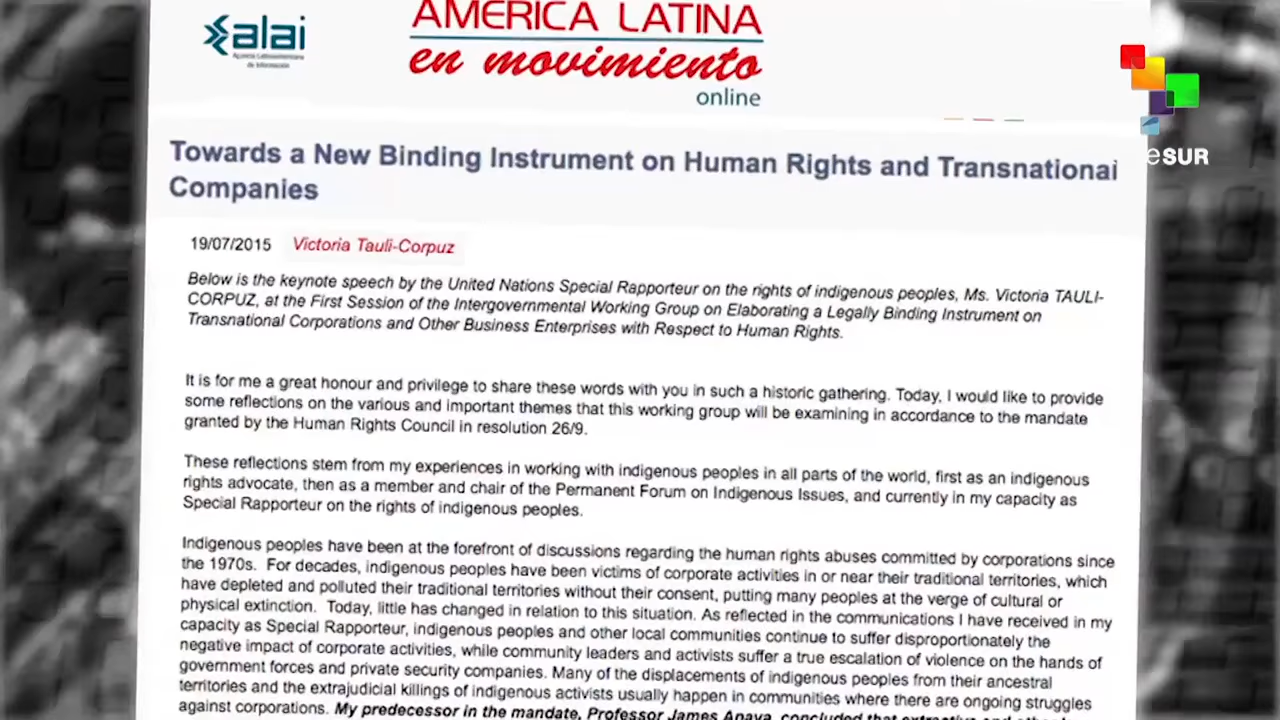 alai
AMERICA LATINA
en movimiento
online
eSUR
Towards a New Binding Instrument on Human Rights and Transnational
Companies
19/07/2015 Victoria Tauli-Corpuz
Below is the keynote speech by the United Nations Special Rapporteur on the rights of indigenous peoples, Ms. Victoria TAULI-
CORPUZ, at the First Session of the Intergovernmental Working Group on Elaborating a Legally Binding Instrument on
Transnational Corporations and Other Business Enterprises with Respect to Human Rights.
It is for me a great honour and privilege to share these words with you in such a historic gathering. Today, I would like to provide
some reflections on the various and important themes that this working group will be examining in accordance to the mandate
granted by the Human Rights Council in resolution 26/9.
These reflections stem from my experiences in working with indigenous peoples in all parts of the world, first as an indigenous
rights advocate, then as a member and chair of the Permanent Forum on Indigenous Issues, and currently in my capacity as
Special Rapporteur on the rights of indigenous peoples.
Indigenous peoples have been at the forefront of discussions regarding the human rights abuses committed by corporations since
the 1970s. For decades, indigenous peoples have been victims of corporate activities in or near their traditional territories, which
have depleted and polluted their traditional territories without their consent, putting many peoples at the verge of cultural or
physical extinction. Today, little has changed in relation to this situation. As reflected in the communications I have received in my
capacity as Special Rapporteur, indigenous peoples and other local communities continue to suffer disproportionately the
negative impact of corporate activities, while community leaders and activists suffer a true escalation of violence on the hands of
government forces and private security companies. Many of the displacements of indigenous peoples from their ancestral
territories and the extrajudicial killings of indigenous activists usually happen in communities where there are ongoing struggles
against corporations. My predecessor in the mandate, Professor James Anaya, concluded that